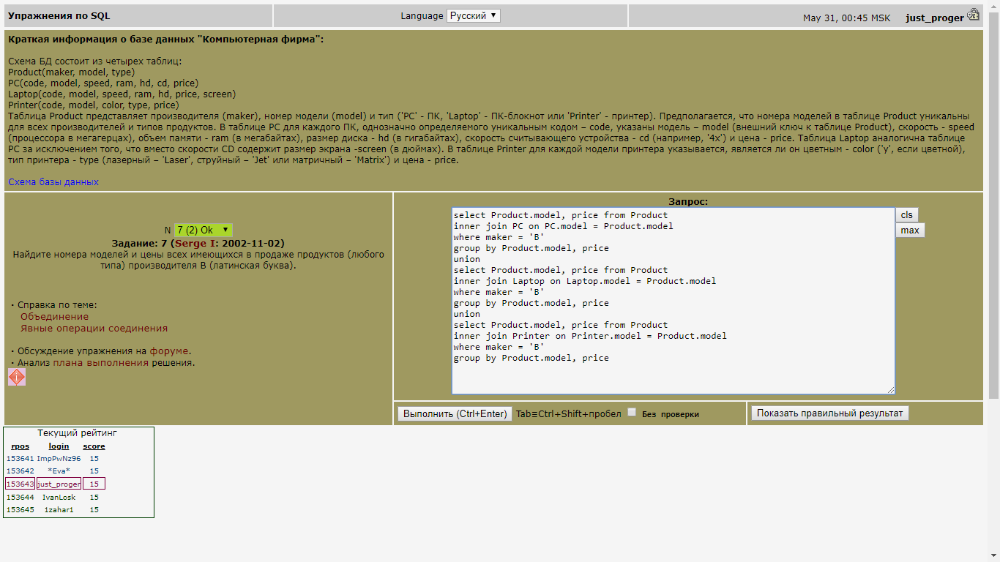 Упражнения по SQL
Language Русский
May 31, 00:45 MSK just_proger
Краткая информация о базе данных "Компьютерная фирма":
Схема БД состоит из четырех таблиц:
Product(maker, model, type)
PC(code, model, speed, ram, hd, cd, price)
Laptop(code, model, speed, ram, hd, price, screen)
Printer(code, model, color, type, price)
Таблица Product представляет производителя (maker), номер модели (model) и тип ('PC' - ПК, 'Laptop' - ПК-блокнот или 'Printer' - принтер). Предполагается, что номера моделей в таблице Product уникальны
для всех производителей и типов продуктов. В таблице PC для каждого ПК, однозначно определяемого уникальным кодом – code, указаны модель – model (внешний ключ к таблице Product), скорость - speed
(процессора в мегагерцах), объем памяти - ram (в мегабайтах), размер диска - hd (в гигабайтах), скорость считывающего устройства - cd (например, '4x') и цена - price. Таблица Laptop аналогична таблице
РС за исключением того, что вместо скорости CD содержит размер экрана -screen (в дюймах). В таблице Printer для каждой модели принтера указывается, является ли он цветным - color ('y', если цветной),
тип принтера - type (лазерный – 'Laser', струйный – 'Jet' или матричный – 'Matrix') и цена - price.
Схема базы данных
N 7 (2) Ok
Задание: 7 (Serge I: 2002-11-02)
Найдите номера моделей и цены всех имеющихся в продаже продуктов (любого
типа) производителя B (латинская буква).
· Справка по теме:
Объединение
Явные операции соединения
· Обсуждение упражнения на форуме.
· Анализ плана выполнения решения.
Запрос:
select Product.model, price from Product
inner join PC on PC.model = Product.model
where maker = 'B'
group by Product.model, price
union
select Product.model, price from Product
inner join Laptop on Laptop.model = Product.model
where maker = 'B'
group by Product.model, price
union
select Product.model, price from Product
inner join Printer on Printer.model = Product.model
where maker = 'B'
group by Product.model, price
cls
max
Выполнить (Ctrl+Enter) Tab≡Ctrl+Shift+пробел Без проверки
Показать правильный результат
Текущий рейтинг
rpos login score
153641 ImpPwNz96 15
153642 *Eva* 15
153643 just_proger 15
153644 IvanLosk 15
153645 1zahar1 15